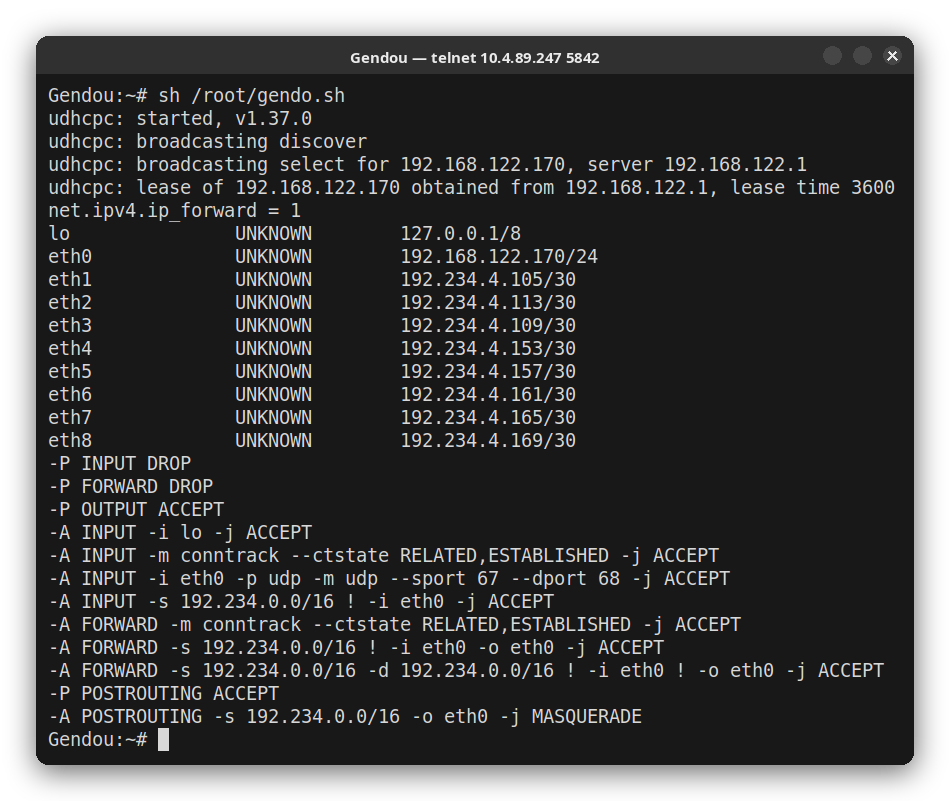 Gendou — telnet 10.4.89.247 5842
Gendou:~# sh /root/gendo.sh
udhcpc: started, v1.37.0
udhcpc: broadcasting discover
udhcpc: broadcasting select for 192.168.122.170, server 192.168.122.1
udhcpc: lease of 192.168.122.170 obtained from 192.168.122.1, lease time 3600
net.ipv4.ip_forward = 1
lo               UNKNOWN        127.0.0.1/8
eth0             UNKNOWN        192.168.122.170/24
eth1             UNKNOWN        192.234.4.105/30
eth2             UNKNOWN        192.234.4.113/30
eth3             UNKNOWN        192.234.4.109/30
eth4             UNKNOWN        192.234.4.153/30
eth5             UNKNOWN        192.234.4.157/30
eth6             UNKNOWN        192.234.4.161/30
eth7             UNKNOWN        192.234.4.165/30
eth8             UNKNOWN        192.234.4.169/30
-P INPUT DROP
-P FORWARD DROP
-P OUTPUT ACCEPT
-A INPUT -i lo -j ACCEPT
-A INPUT -m conntrack --ctstate RELATED,ESTABLISHED -j ACCEPT
-A INPUT -i eth0 -p udp -m udp --sport 67 --dport 68 -j ACCEPT
-A INPUT -s 192.234.0.0/16 ! -i eth0 -j ACCEPT
-A FORWARD -m conntrack --ctstate RELATED,ESTABLISHED -j ACCEPT
-A FORWARD -s 192.234.0.0/16 ! -i eth0 -o eth0 -j ACCEPT
-A FORWARD -s 192.234.0.0/16 -d 192.234.0.0/16 ! -i eth0 ! -o eth0 -j ACCEPT
-P POSTROUTING ACCEPT
-A POSTROUTING -s 192.234.0.0/16 -o eth0 -j MASQUERADE
Gendou:~#